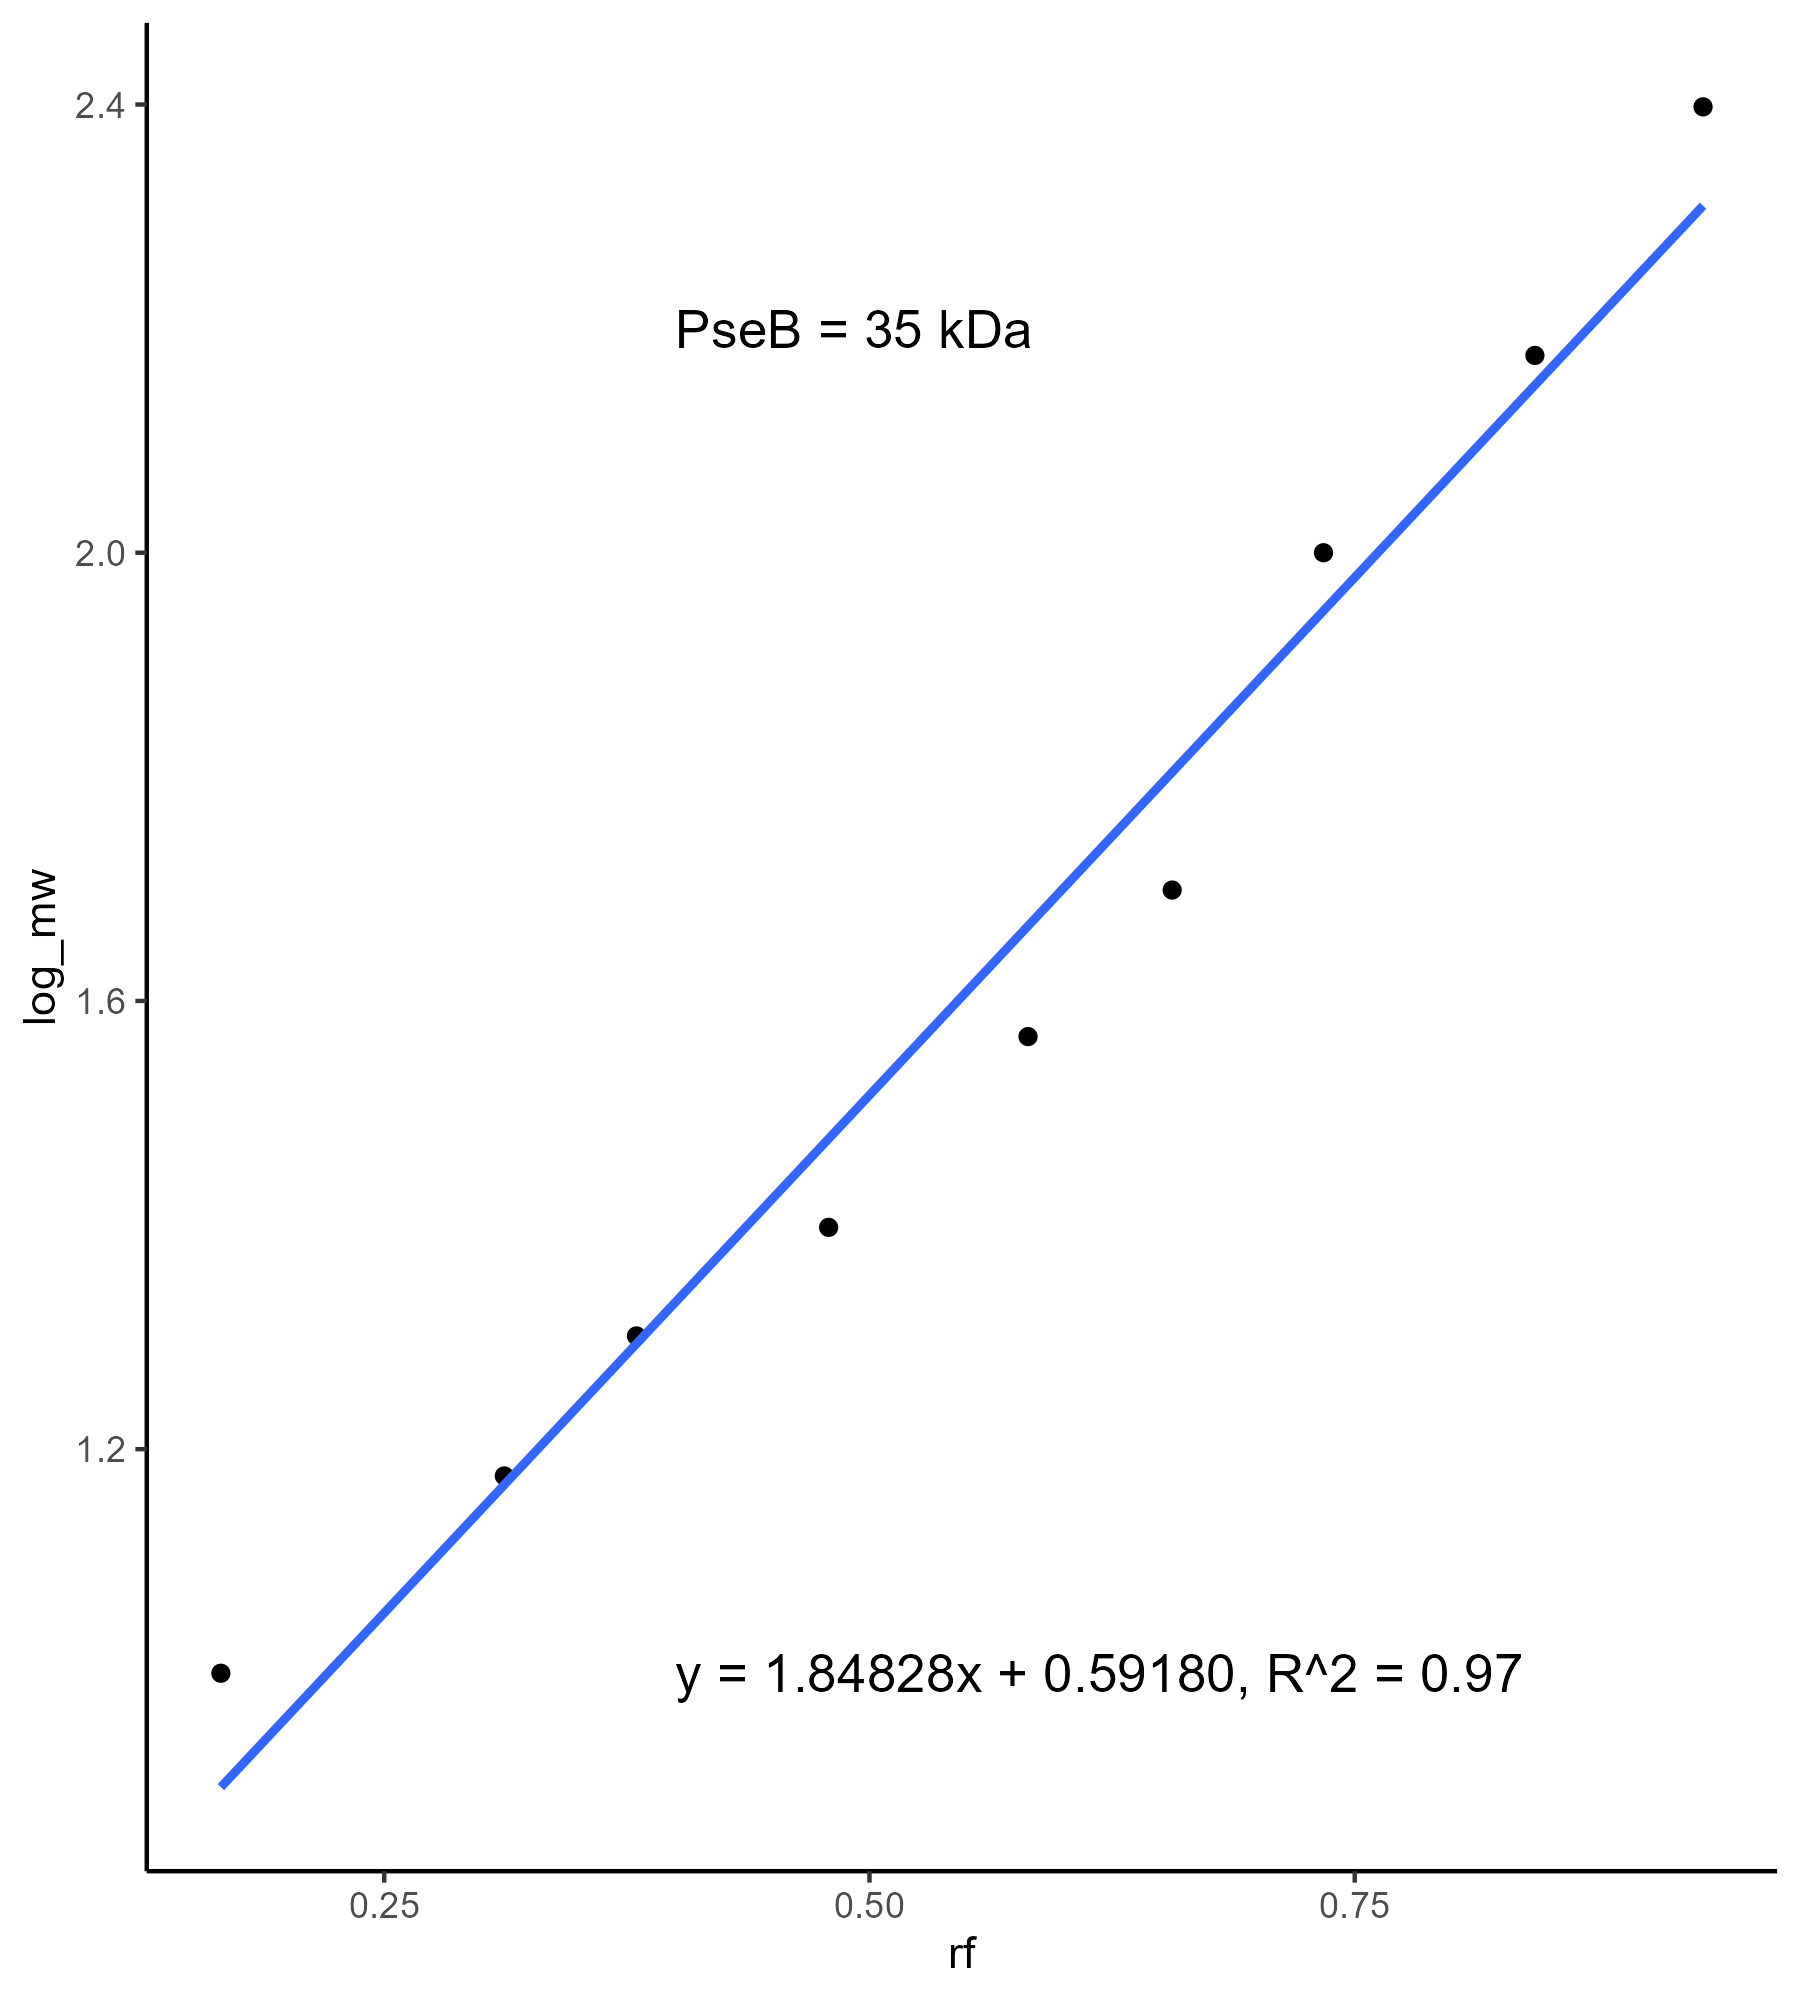 2.4
PseB = 35 kDa
2.0
log_mw
1.6
1.2
y = 1.84828x + 0.59180, R^2 = 0.97
0.25 0.50 0.75
rf